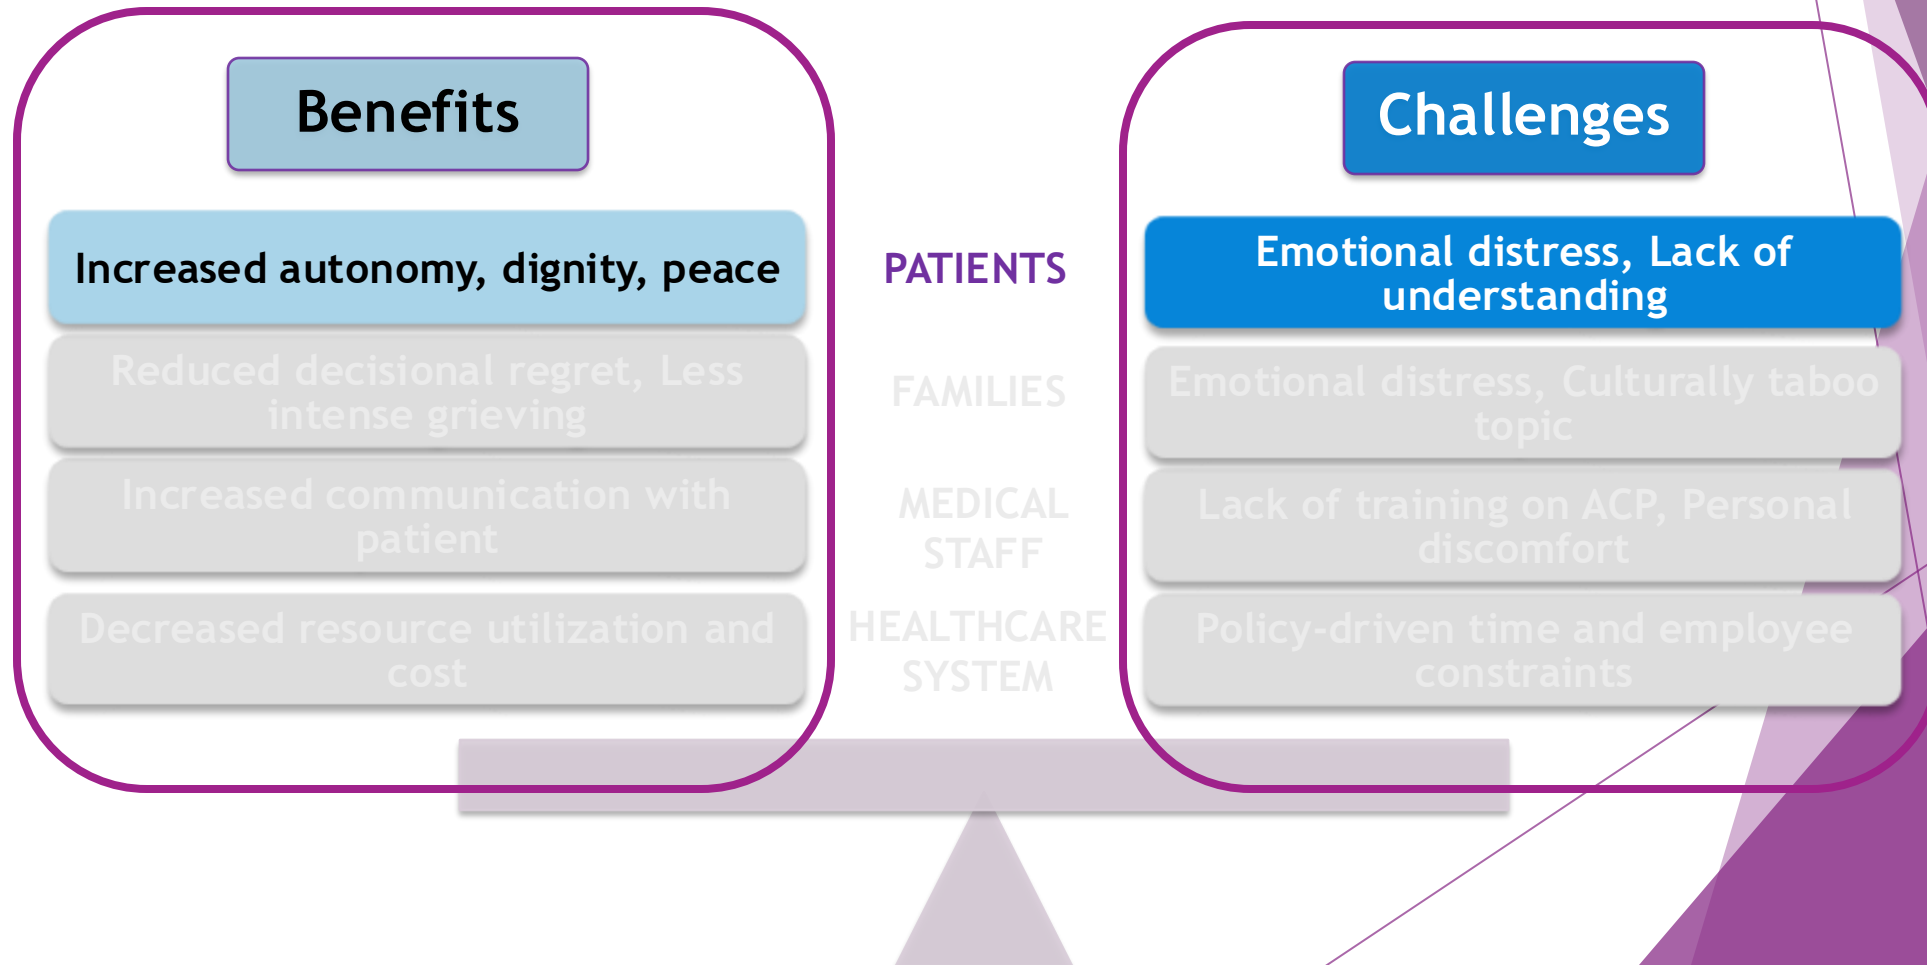 Benefits
Challenges
Increased autonomy, dignity, peace
PATIENTS
Emotional distress, Lack of
understanding
Reduced decisional regret, Less
intense grieving
FAMILIES
Emotional distress, Culturally taboo
topic
Increased communication with
patient
MEDICAL
STAFF
Lack of training on ACP, Personal
discomfort
Decreased resource utilization and
cost
HEALTHCARE
SYSTEM
Policy-driven time and employee
constraints